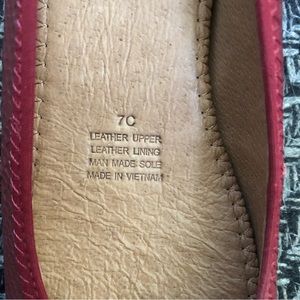 7C
LEATHER UPPER
LEATHER LINING
MAN MADE SOLE
MADE IN VIETNAM